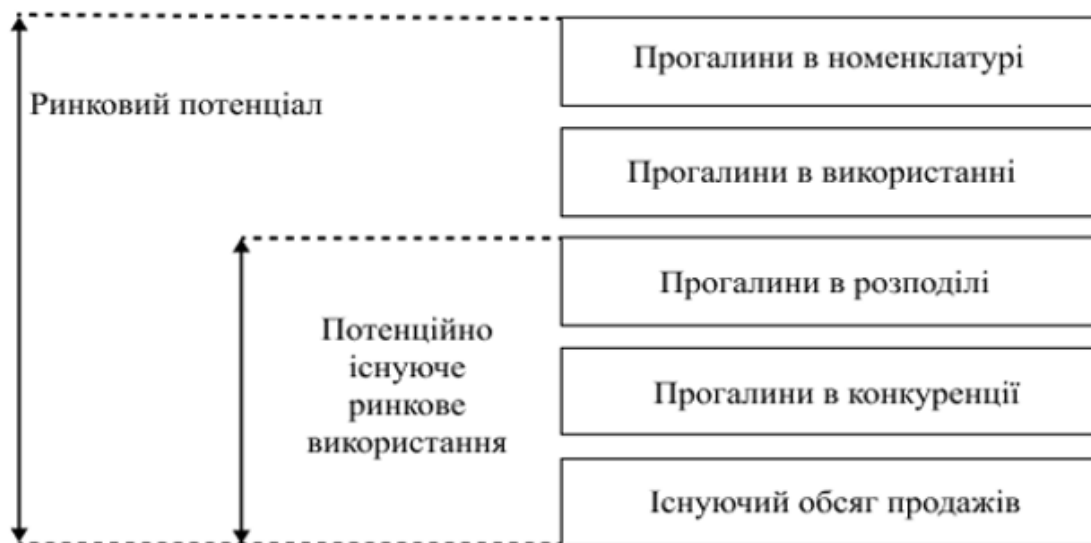 Прогалини в номенклатурі
Ринковий потенціал
Прогалини в використанні
Прогалини в розподілі
Потенційно
існуюче
ринкове
використання
Прогалини в конкуренції
Існуючий обсяг продажів